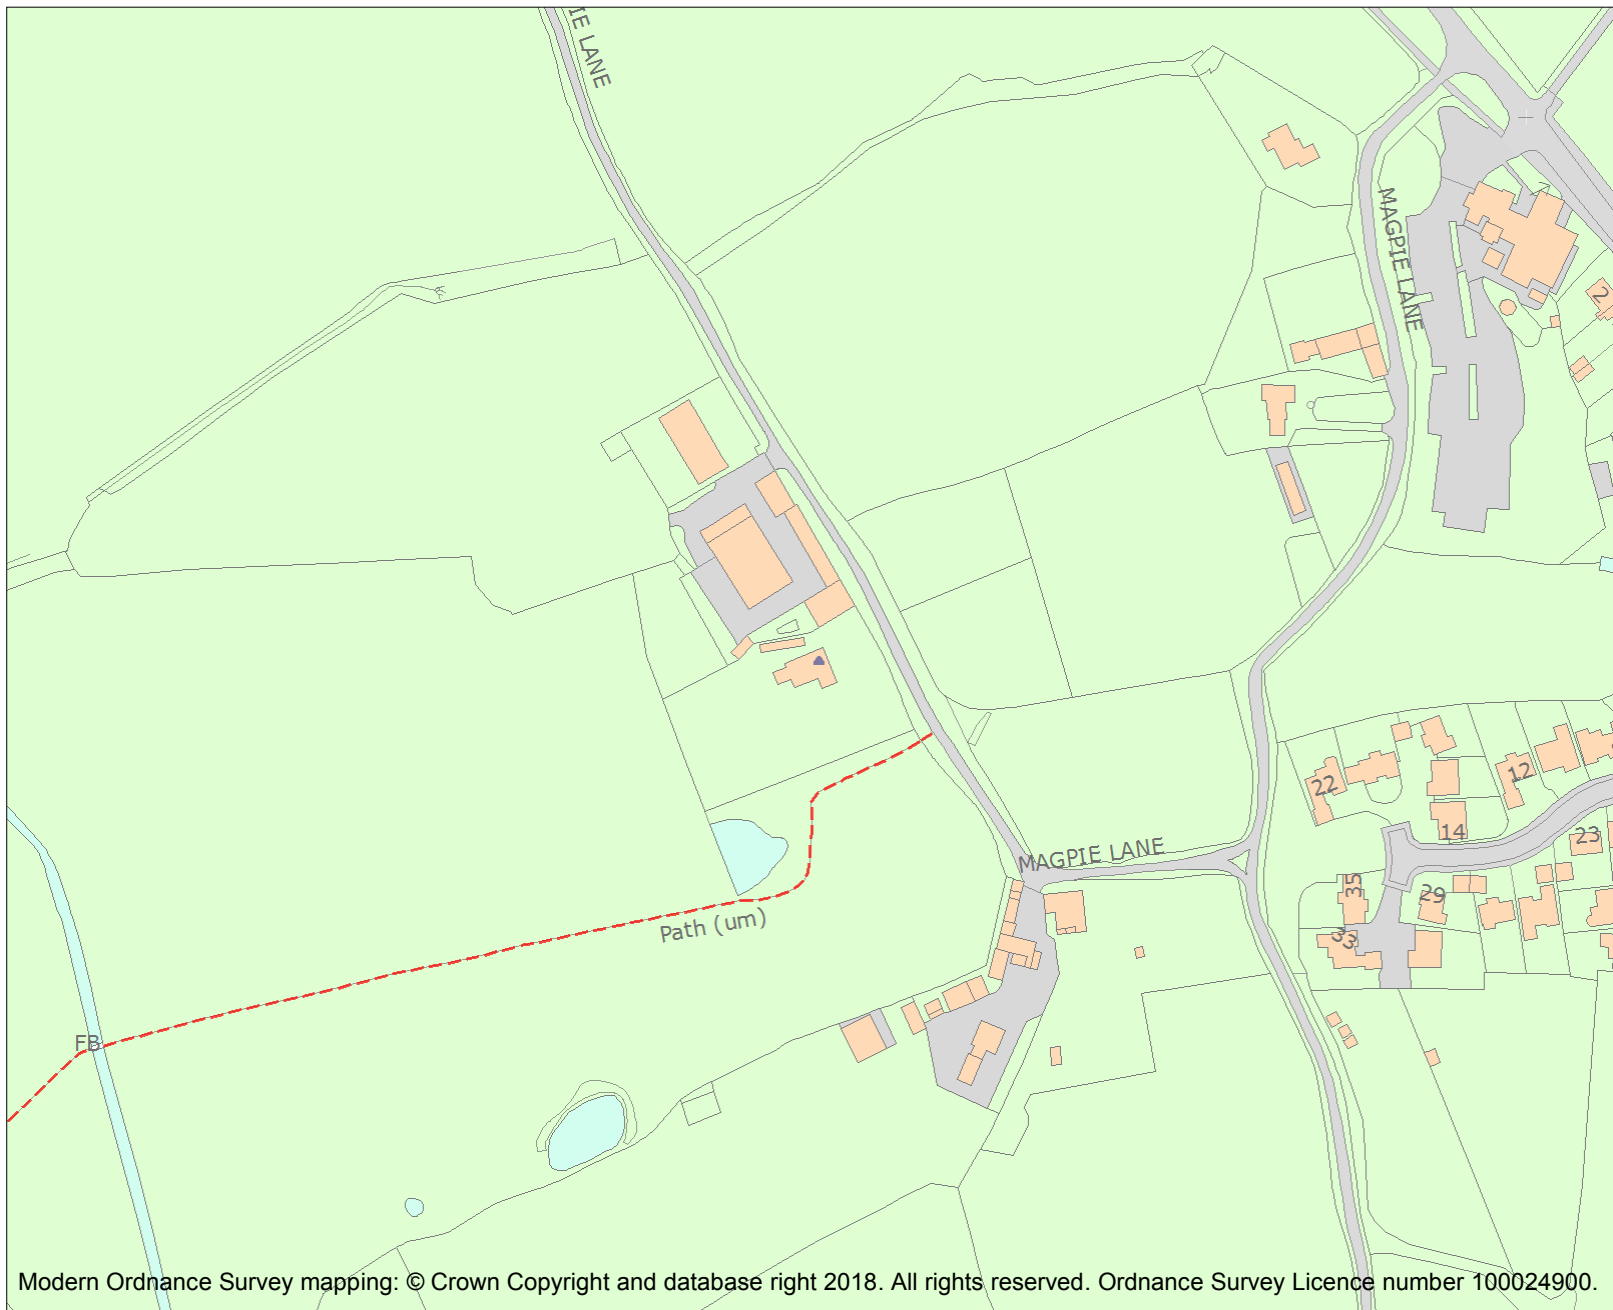 IE LANE
MAGPIE LANE
2
22
12
14
23
MAGPIE LANE
35
29
33
Path (um)
FB
Modern Ordnance Survey mapping: © Crown Copyright and database right 2018. All rights reserved. Ordnance Survey Licence number 100024900.